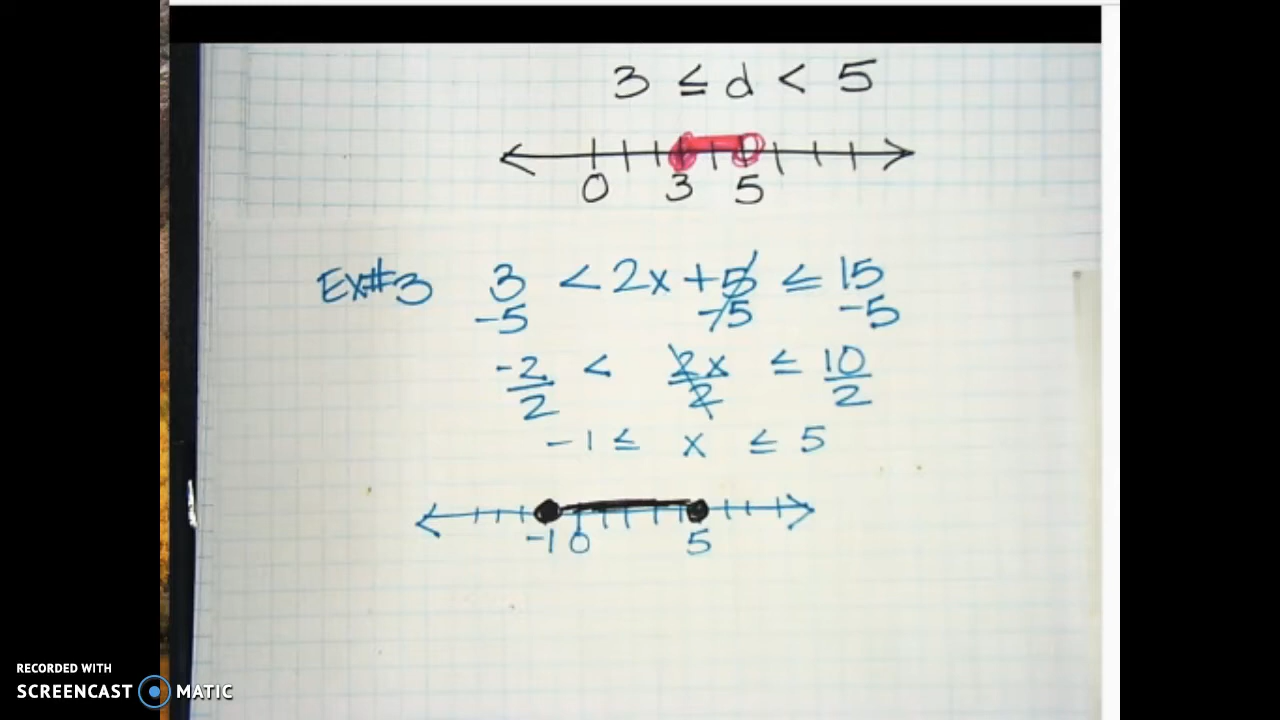 3 ≤ d < 5
0 3 5
Ex#3 3 < 2x + 5 ≤ 15
-5 -5 -5
-2/2 < 2x/2 ≤ 10/2
-1 ≤ x ≤ 5
-1 0 5
RECORDED WITH
SCREENCAST MATIC